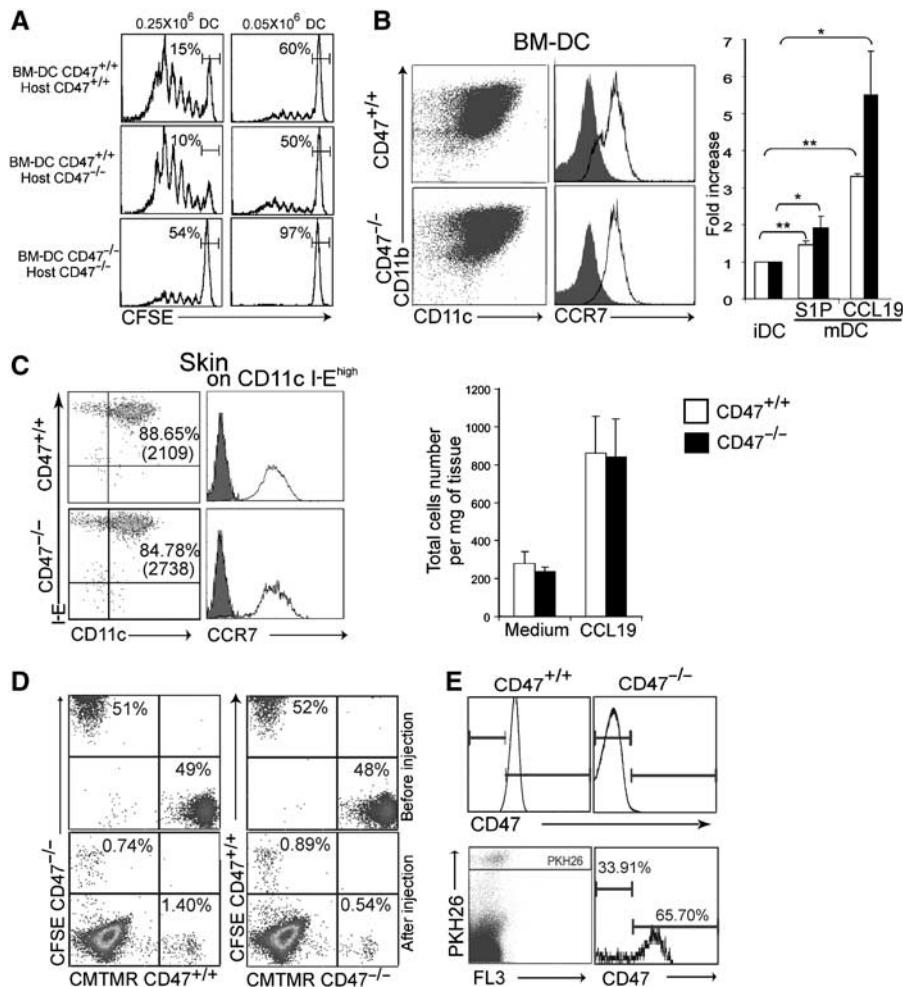 A
0.25X10^6 DC 0.05X10^6 DC
BM-DC CD47+/+
Host CD47+/+
15% 60%
BM-DC CD47+/+
Host CD47−/−
10% 50%
BM-DC CD47−/−
Host CD47−/−
54% 97%
CFSE
B
BM-DC
CD47+/+
CD47−/−
CD11b
CD11c
CCR7
Fold increase
7
6
5
4
3
2
1
0
**
*
**
*
S1P CCL19
iDC mDC
C
Skin
on CD11c I-E^high
CD47+/+
88.65%
(2109)
CD47−/−
84.78%
(2738)
I-E
CD11c
CCR7
Total cells number
per mg of tissue
1200
1000
800
600
400
200
0
Medium CCL19
CD47+/+
CD47−/−
D
51% 52%
49% 48%
Before injection
0.74% 0.89%
1.40% 0.54%
After injection
CFSE CD47−/−
CFSE CD47+/+
CMTMR CD47+/+ CMTMR CD47−/−
E
CD47+/+ CD47−/−
CD47
PKH26
PKH26
33.91%
65.70%
FL3 CD47